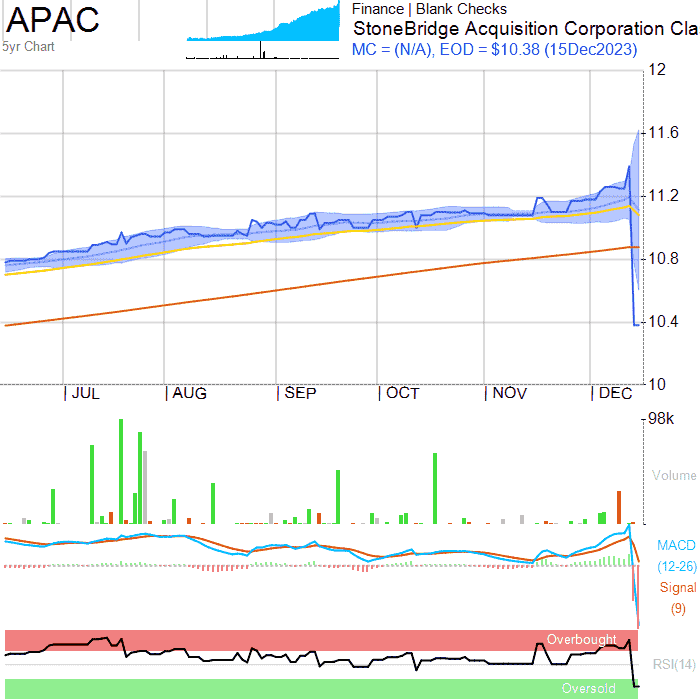 APAC
5yr Chart
Finance | Blank Checks
StoneBridge Acquisition Corporation Cla
MC = (N/A), EOD = $10.38 (15Dec2023)
12
11.6
11.2
10.8
10.4
10
JUL AUG SEP OCT NOV DEC
98k
Volume
MACD
(12-26)
Signal
(9)
Overbought
RSI(14)
Oversold